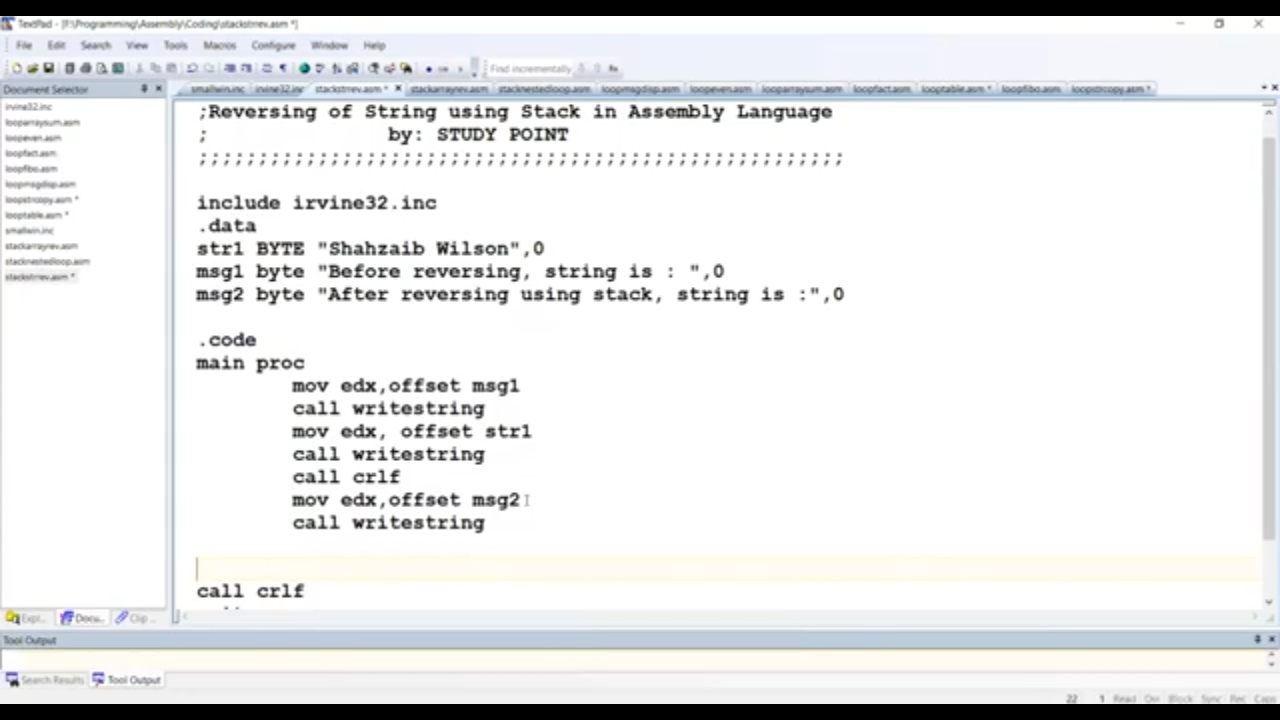 TextPad - [F:\Programming\Assembly\Coding\stackstrrev.asm *]
File Edit Search View Tools Macros Configure Window Help
Find incrementally
Document Selector
smallwin.inc irvine32.inc stackstrrev.asm * stackarrayrev.asm stacknestedloop.asm loopmsgdisp.asm loopeven.asm looparraysum.asm loopfact.asm looptable.asm * loopfibo.asm loopstrcopy.asm *
irvine32.inc
looparraysum.asm
loopeven.asm
loopfact.asm
loopfibo.asm
loopmsgdisp.asm
loopstrcopy.asm *
looptable.asm *
smallwin.inc
stackarrayrev.asm
stacknestedloop.asm
stackstrrev.asm *
;Reversing of String using Stack in Assembly Language
; by: STUDY POINT
;;;;;;;;;;;;;;;;;;;;;;;;;;;;;;;;;;;;;;;;;;;;;;;;;;;;;;
include irvine32.inc
.data
str1 BYTE "Shahzaib Wilson",0
msg1 byte "Before reversing, string is : ",0
msg2 byte "After reversing using stack, string is :",0
.code
main proc
mov edx,offset msg1
call writestring
mov edx, offset str1
call writestring
call crlf
mov edx,offset msg2
call writestring
call crlf
Expl... Docu... Clip ...
Tool Output
Search Results Tool Output
22 1 Read Ovr Block Sync Rec Caps